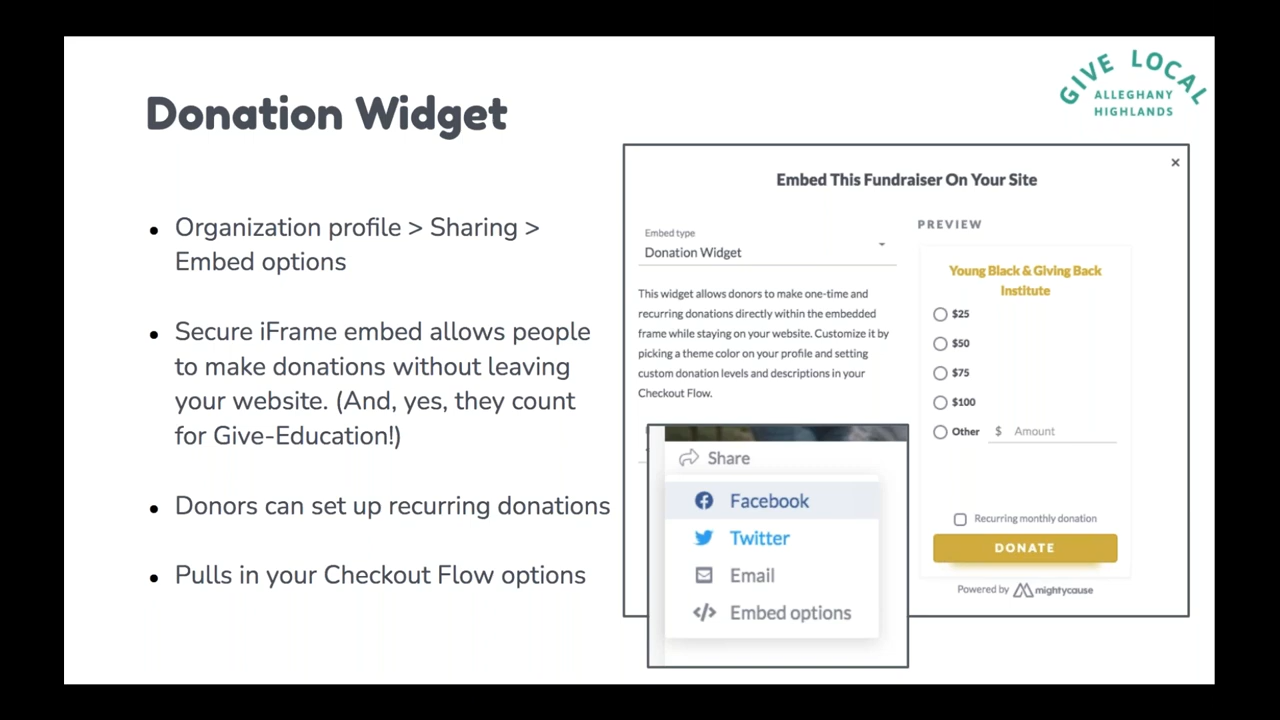 GIVE LOCAL
ALLEGHANY
HIGHLANDS
Donation Widget
• Organization profile > Sharing >
Embed options
• Secure iFrame embed allows people
to make donations without leaving
your website. (And, yes, they count
for Give-Education!)
• Donors can set up recurring donations
• Pulls in your Checkout Flow options
×
Embed This Fundraiser On Your Site
Embed type
Donation Widget
This widget allows donors to make one-time and
recurring donations directly within the embedded
frame while staying on your website. Customize it by
picking a theme color on your profile and setting
custom donation levels and descriptions in your
Checkout Flow.
Share
Facebook
Twitter
Email
</> Embed options
PREVIEW
Young Black & Giving Back
Institute
$25
$50
$75
$100
Other $ Amount
Recurring monthly donation
DONATE
Powered by mightycause